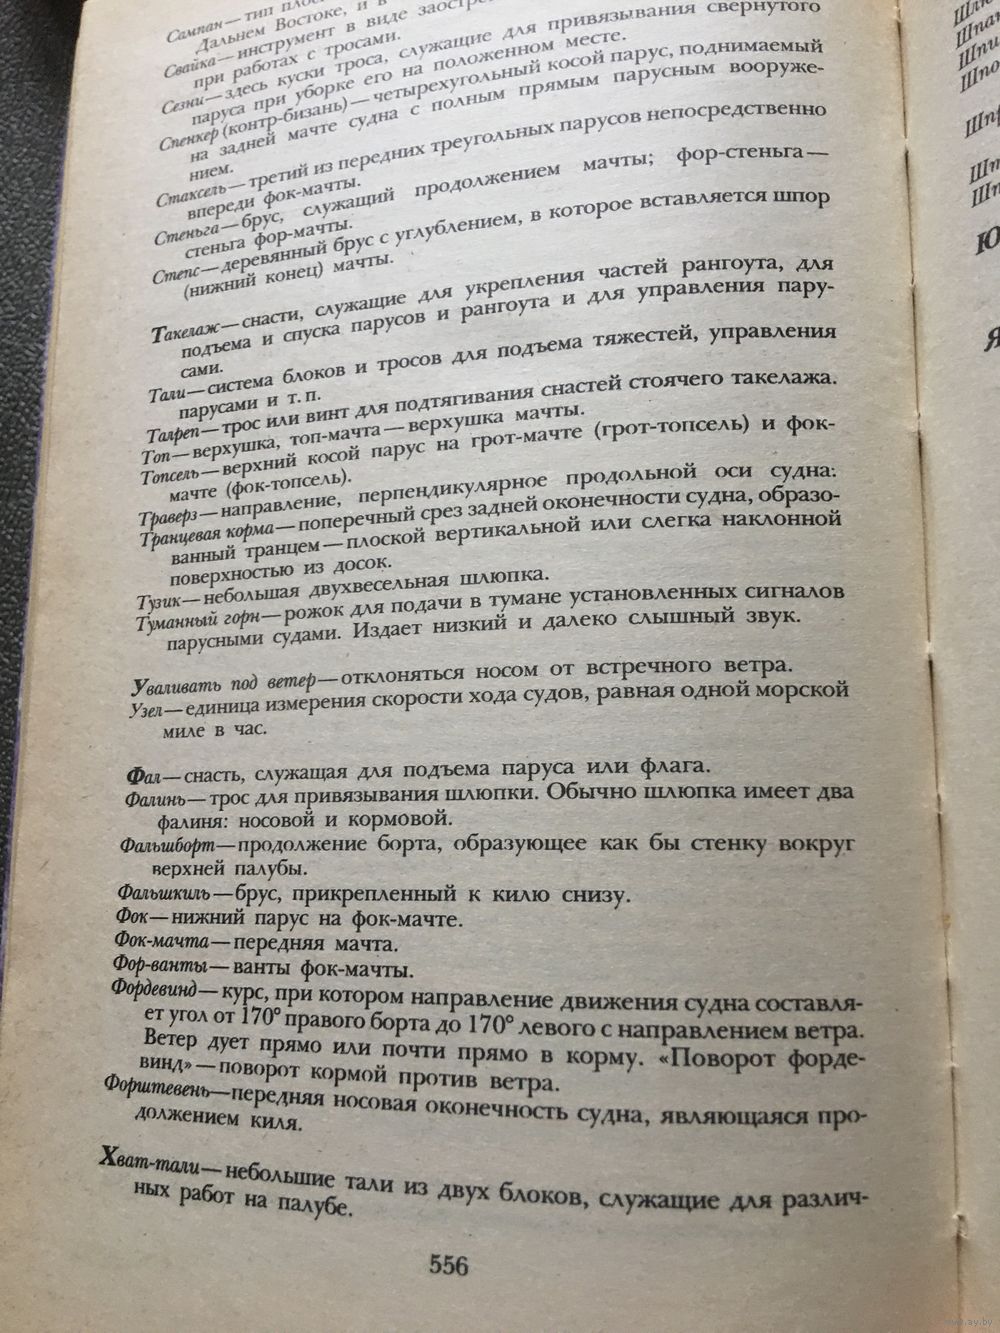 Сампан—тип
Дальнем Востоке, и в
Свайка—инструмент в виде
при работах с тросами.
Сезни—здесь куски троса, служащие для привязывания свернутого
паруса при уборке его на положенном месте.
Спенкер (контр-бизань)—четырехугольный косой парус, поднимаемый
на задней мачте судна с полным прямым парусным вооруже-
нием.
Стаксель—третий из передних треугольных парусов непосредственно
впереди фок-мачты.
Стеньга—брус, служащий продолжением мачты; фор-стеньга—
стеньга фор-мачты.
Степс—деревянный брус с углублением, в которое вставляется шпор
(нижний конец) мачты.
Такелаж—снасти, служащие для укрепления частей рангоута, для
подъема и спуска парусов и рангоута и для управления пару-
сами.
Тали—система блоков и тросов для подъема тяжестей, управления
парусами и т. п.
Талреп—трос или винт для подтягивания снастей стоячего такелажа.
Топ—верхушка, топ-мачта—верхушка мачты.
Топсель—верхний косой парус на грот-мачте (грот-топсель) и фок-
мачте (фок-топсель).
Траверз—направление, перпендикулярное продольной оси судна.
Транцевая корма—поперечный срез задней оконечности судна, образо-
ванный транцем—плоской вертикальной или слегка наклонной
поверхностью из досок.
Тузик—небольшая двухвесельная шлюпка.
Туманный горн—рожок для подачи в тумане установленных сигналов
парусными судами. Издает низкий и далеко слышный звук.
Уваливать под ветер—отклоняться носом от встречного ветра.
Узел—единица измерения скорости хода судов, равная одной морской
миле в час.
Фал—снасть, служащая для подъема паруса или флага.
Фалинь—трос для привязывания шлюпки. Обычно шлюпка имеет два
фалиня: носовой и кормовой.
Фальшборт—продолжение борта, образующее как бы стенку вокруг
верхней палубы.
Фальшкиль—брус, прикрепленный к килю снизу.
Фок—нижний парус на фок-мачте.
Фок-мачта—передняя мачта.
Фор-ванты—ванты фок-мачты.
Фордевинд—курс, при котором направление движения судна составля-
ет угол от 170° правого борта до 170° левого с направлением ветра.
Ветер дует прямо или почти прямо в корму. «Поворот форде-
винд»—поворот кормой против ветра.
Форштевень—передняя носовая оконечность судна, являющаяся про-
должением киля.
Хват-тали—небольшие тали из двух блоков, служащие для различ-
ных работ на палубе.
556
www.ay.by